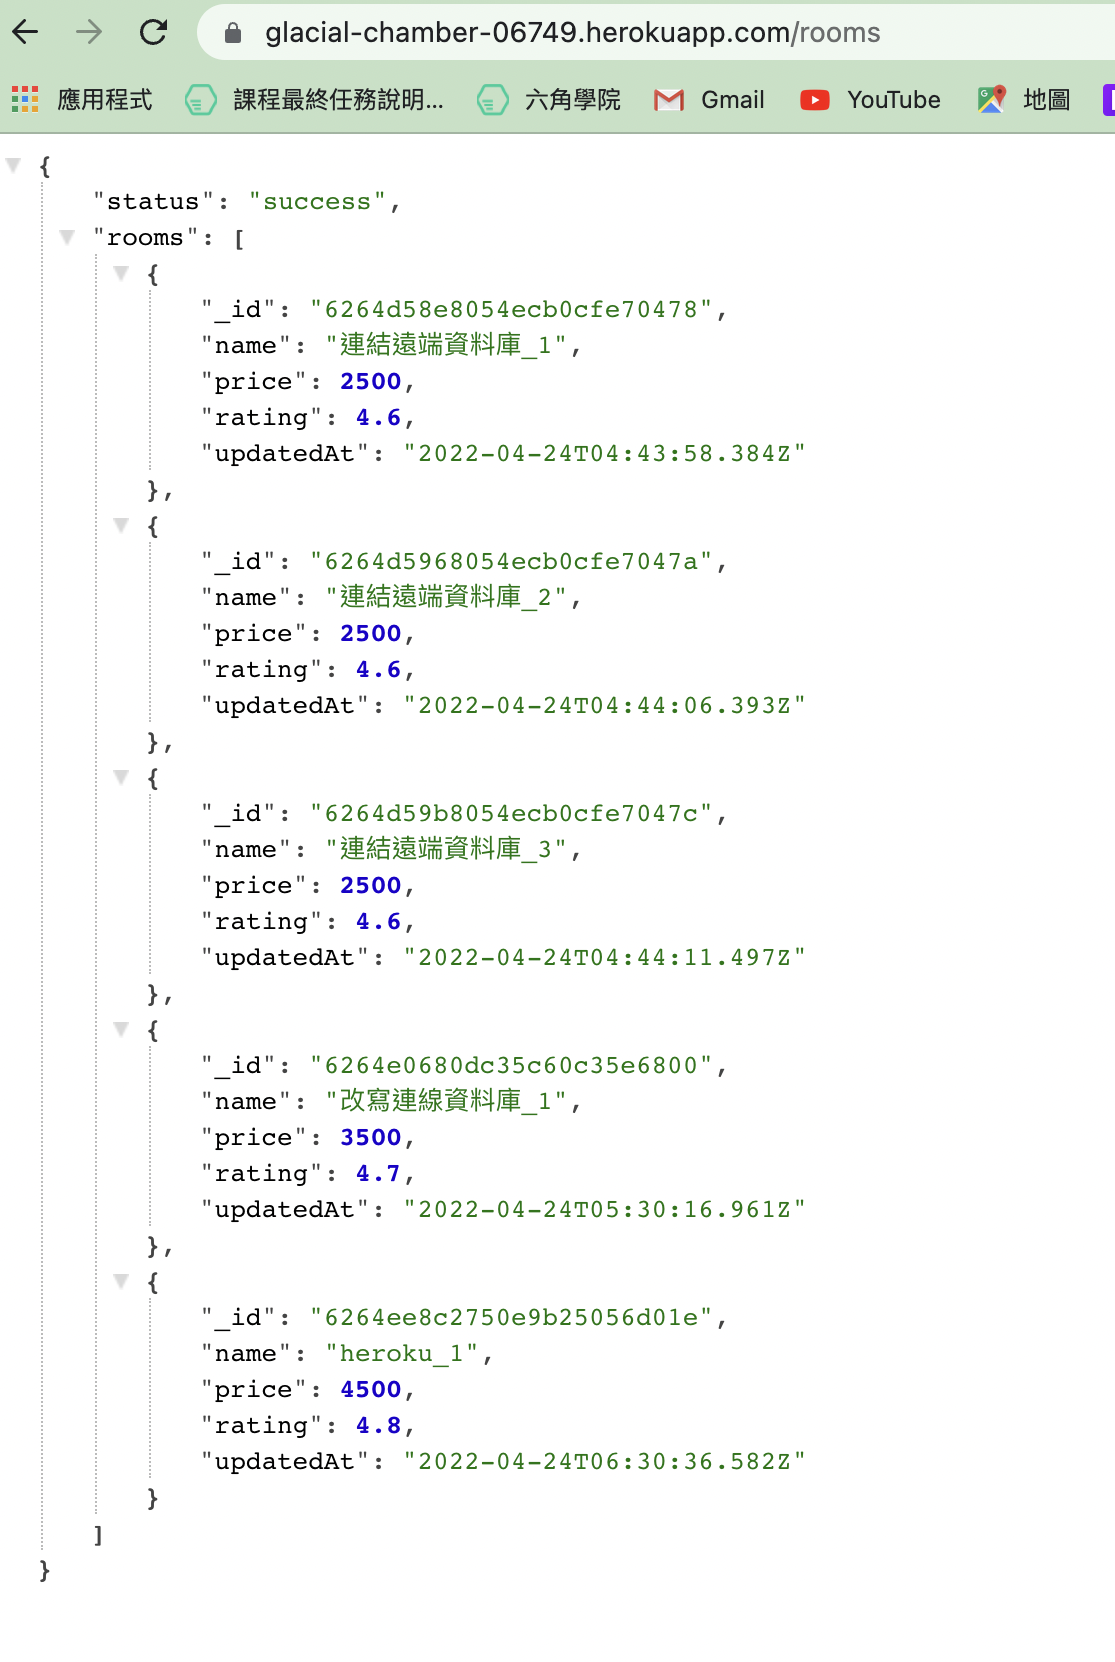 glacial-chamber-06749.herokuapp.com/rooms
應用程式 課程最終任務說明... 六角學院 Gmail YouTube 地圖
{
"status": "success",
"rooms": [
{
"_id": "6264d58e8054ecb0cfe70478",
"name": "連結遠端資料庫_1",
"price": 2500,
"rating": 4.6,
"updatedAt": "2022-04-24T04:43:58.384Z"
},
{
"_id": "6264d5968054ecb0cfe7047a",
"name": "連結遠端資料庫_2",
"price": 2500,
"rating": 4.6,
"updatedAt": "2022-04-24T04:44:06.393Z"
},
{
"_id": "6264d59b8054ecb0cfe7047c",
"name": "連結遠端資料庫_3",
"price": 2500,
"rating": 4.6,
"updatedAt": "2022-04-24T04:44:11.497Z"
},
{
"_id": "6264e0680dc35c60c35e6800",
"name": "改寫連線資料庫_1",
"price": 3500,
"rating": 4.7,
"updatedAt": "2022-04-24T05:30:16.961Z"
},
{
"_id": "6264ee8c2750e9b25056d01e",
"name": "heroku_1",
"price": 4500,
"rating": 4.8,
"updatedAt": "2022-04-24T06:30:36.582Z"
}
]
}